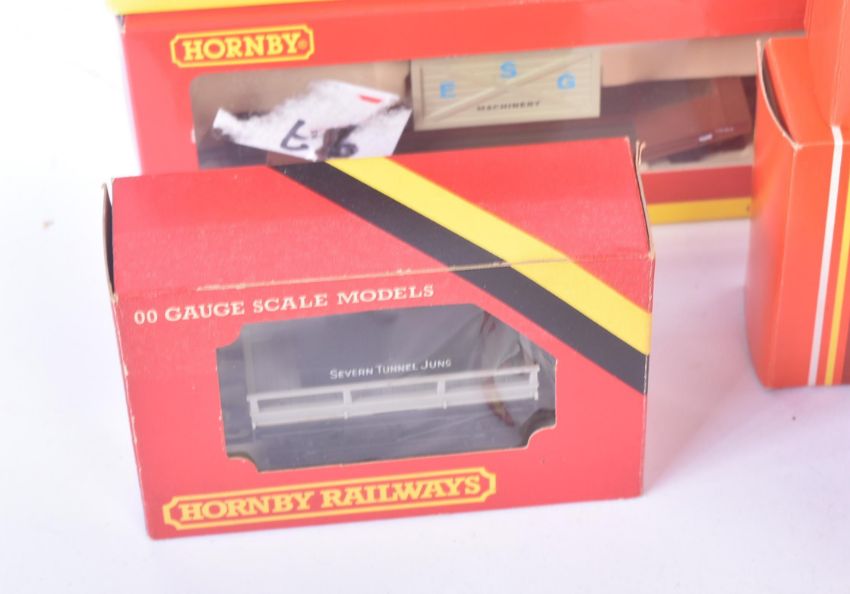 HORNBY
E S G
MACHINERY
00 GAUGE SCALE MODELS
SEVERN TUNNEL JUNC
HORNBY RAILWAYS